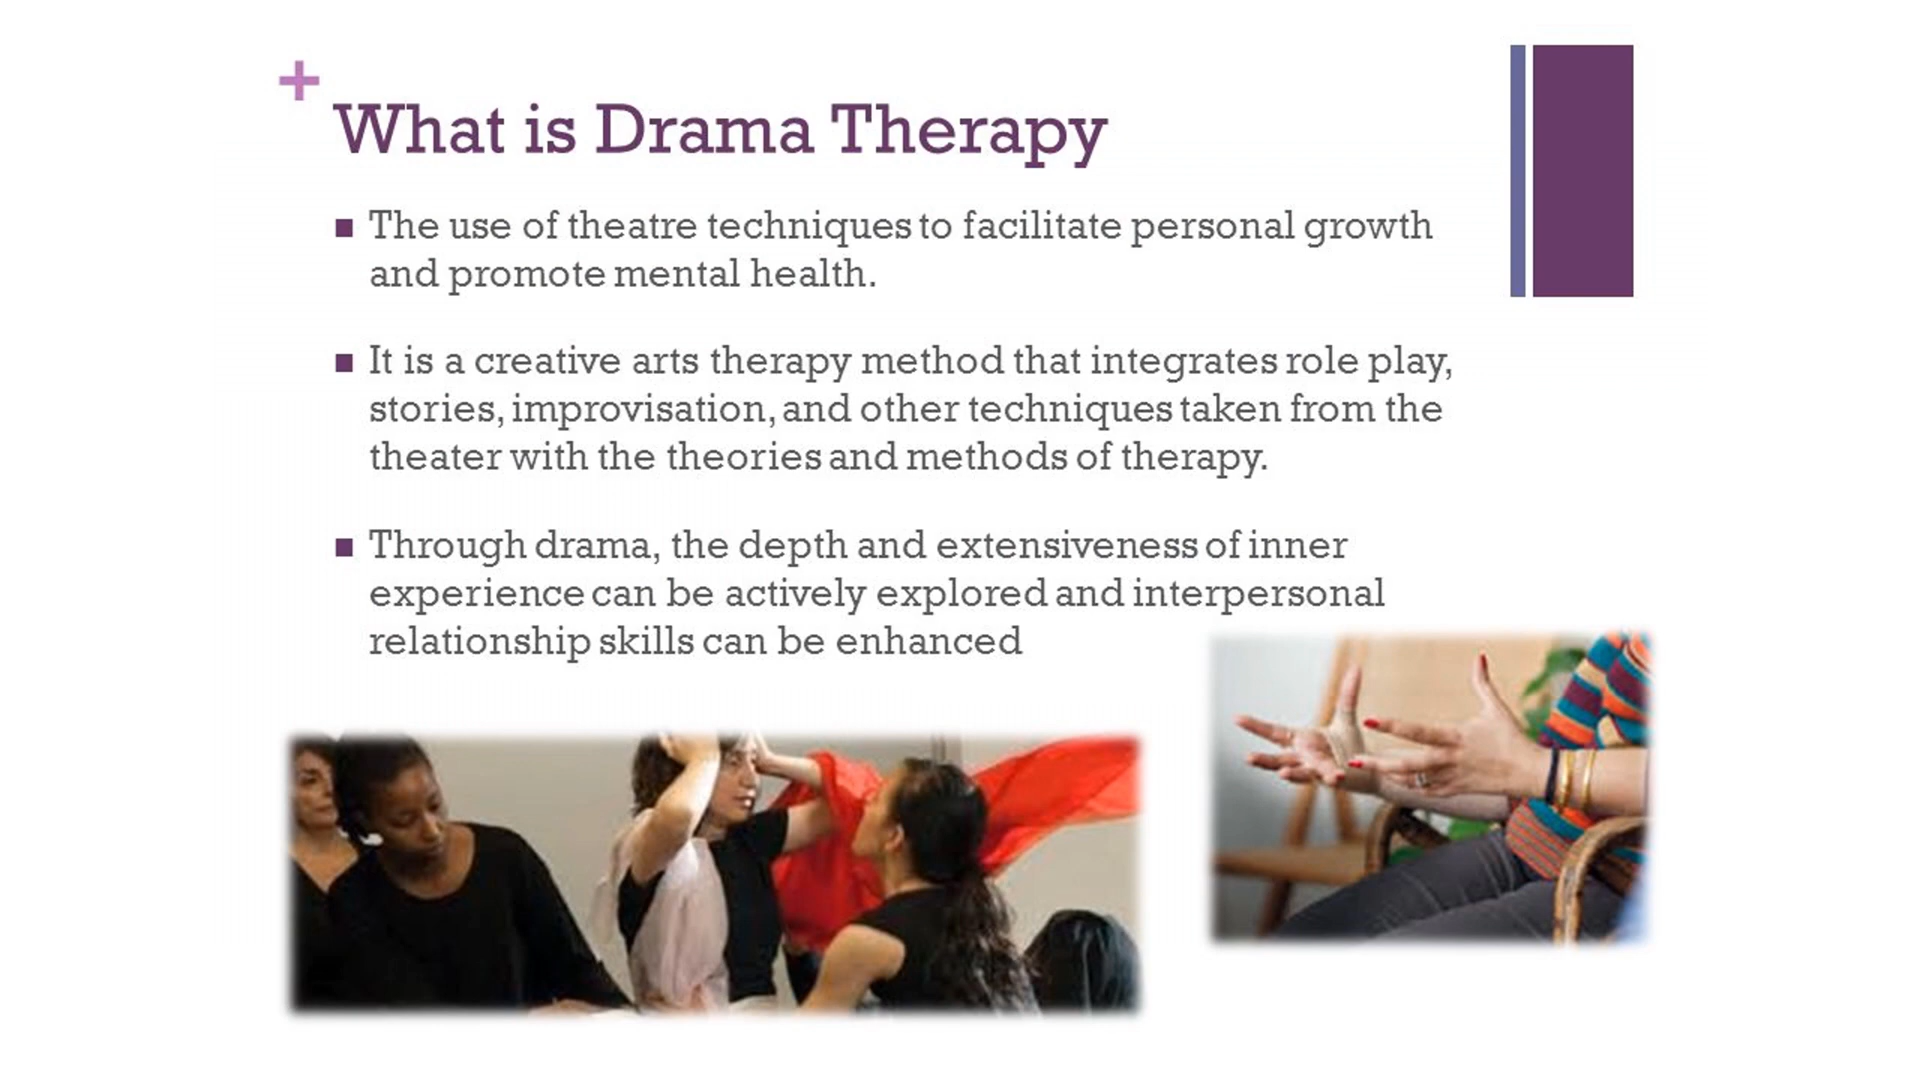 +
What is Drama Therapy
The use of theatre techniques to facilitate personal growth
and promote mental health.
It is a creative arts therapy method that integrates role play,
stories, improvisation, and other techniques taken from the
theater with the theories and methods of therapy.
Through drama, the depth and extensiveness of inner
experience can be actively explored and interpersonal
relationship skills can be enhanced